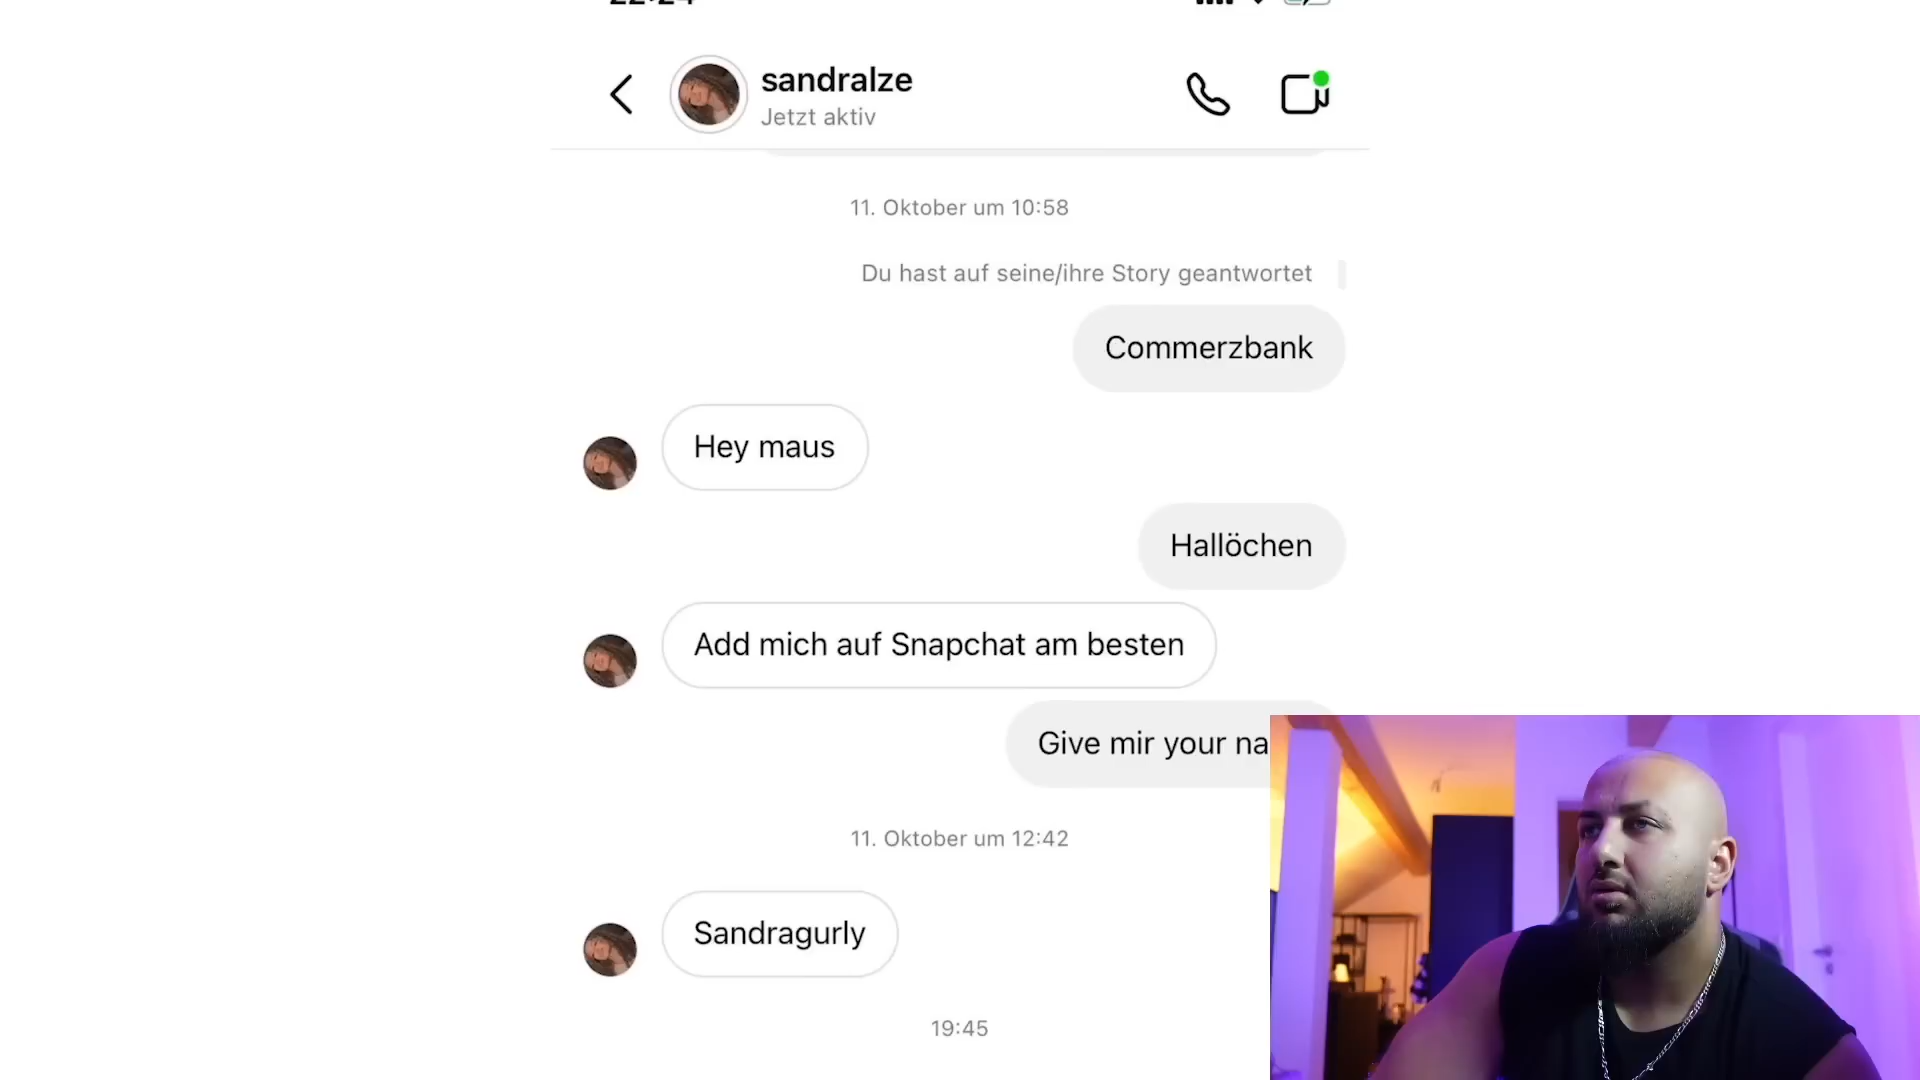 sandralze
Jetzt aktiv
11. Oktober um 10:58
Du hast auf seine/ihre Story geantwortet
Commerzbank
Hey maus
Hallöchen
Add mich auf Snapchat am besten
Give mir your na
11. Oktober um 12:42
Sandragurly
19:45